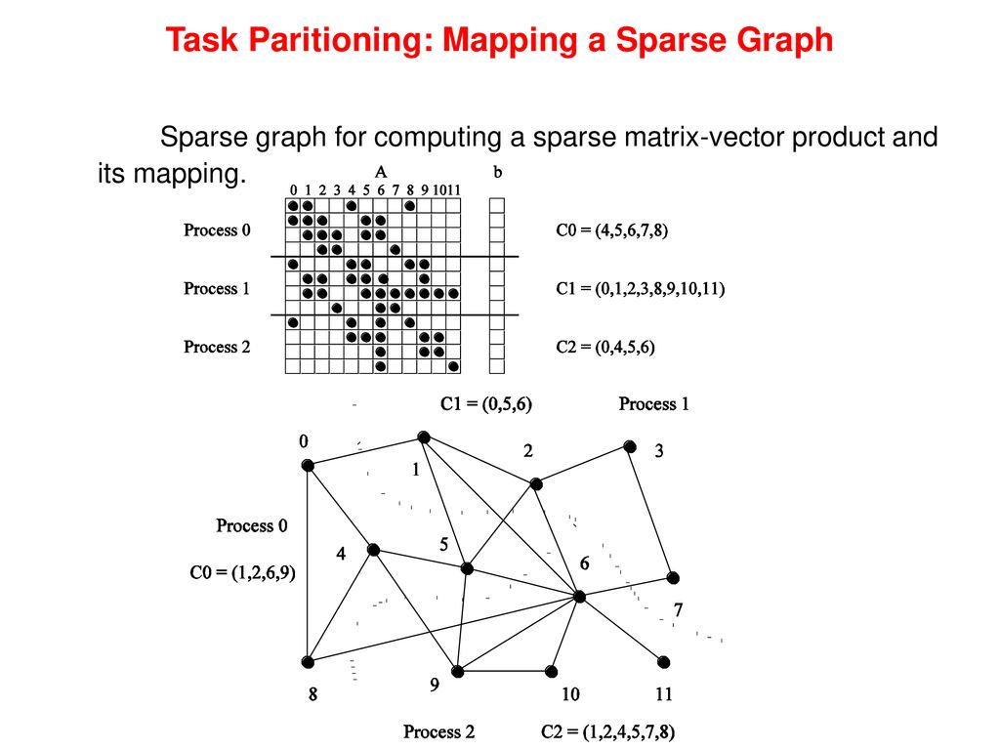 Task Paritioning: Mapping a Sparse Graph
Sparse graph for computing a sparse matrix-vector product and
its mapping.
A b
0 1 2 3 4 5 6 7 8 9 10 11
Process 0 C0 = (4,5,6,7,8)
Process 1 C1 = (0,1,2,3,8,9,10,11)
Process 2 C2 = (0,4,5,6)
C1 = (0,5,6) Process 1
0
2 3
1
Process 0
5
4
6
C0 = (1,2,6,9)
7
9
8 10 11
Process 2 C2 = (1,2,4,5,7,8)